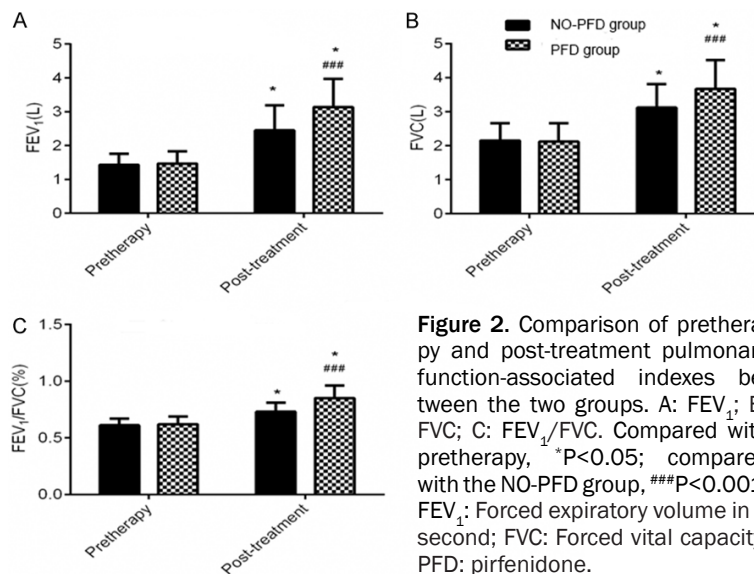 A
NO-PFD group
PFD group
FEV1(L)
5
4
3
2
1
0
*
*
###
Pretherapy
Post-treatment
B
FVC(L)
5
4
3
2
1
0
*
*
###
Pretherapy
Post-treatment
C
FEV1/FVC(%)
1.5
1.0
0.5
0.0
*
*
###
Pretherapy
Post-treatment
Figure 2. Comparison of prethera
py and post-treatment pulmonar
function-associated indexes be
tween the two groups. A: FEV1; B
FVC; C: FEV1/FVC. Compared wit
pretherapy, *P<0.05; compare
with the NO-PFD group, ###P<0.001
FEV1: Forced expiratory volume in
second; FVC: Forced vital capacity
PFD: pirfenidone.